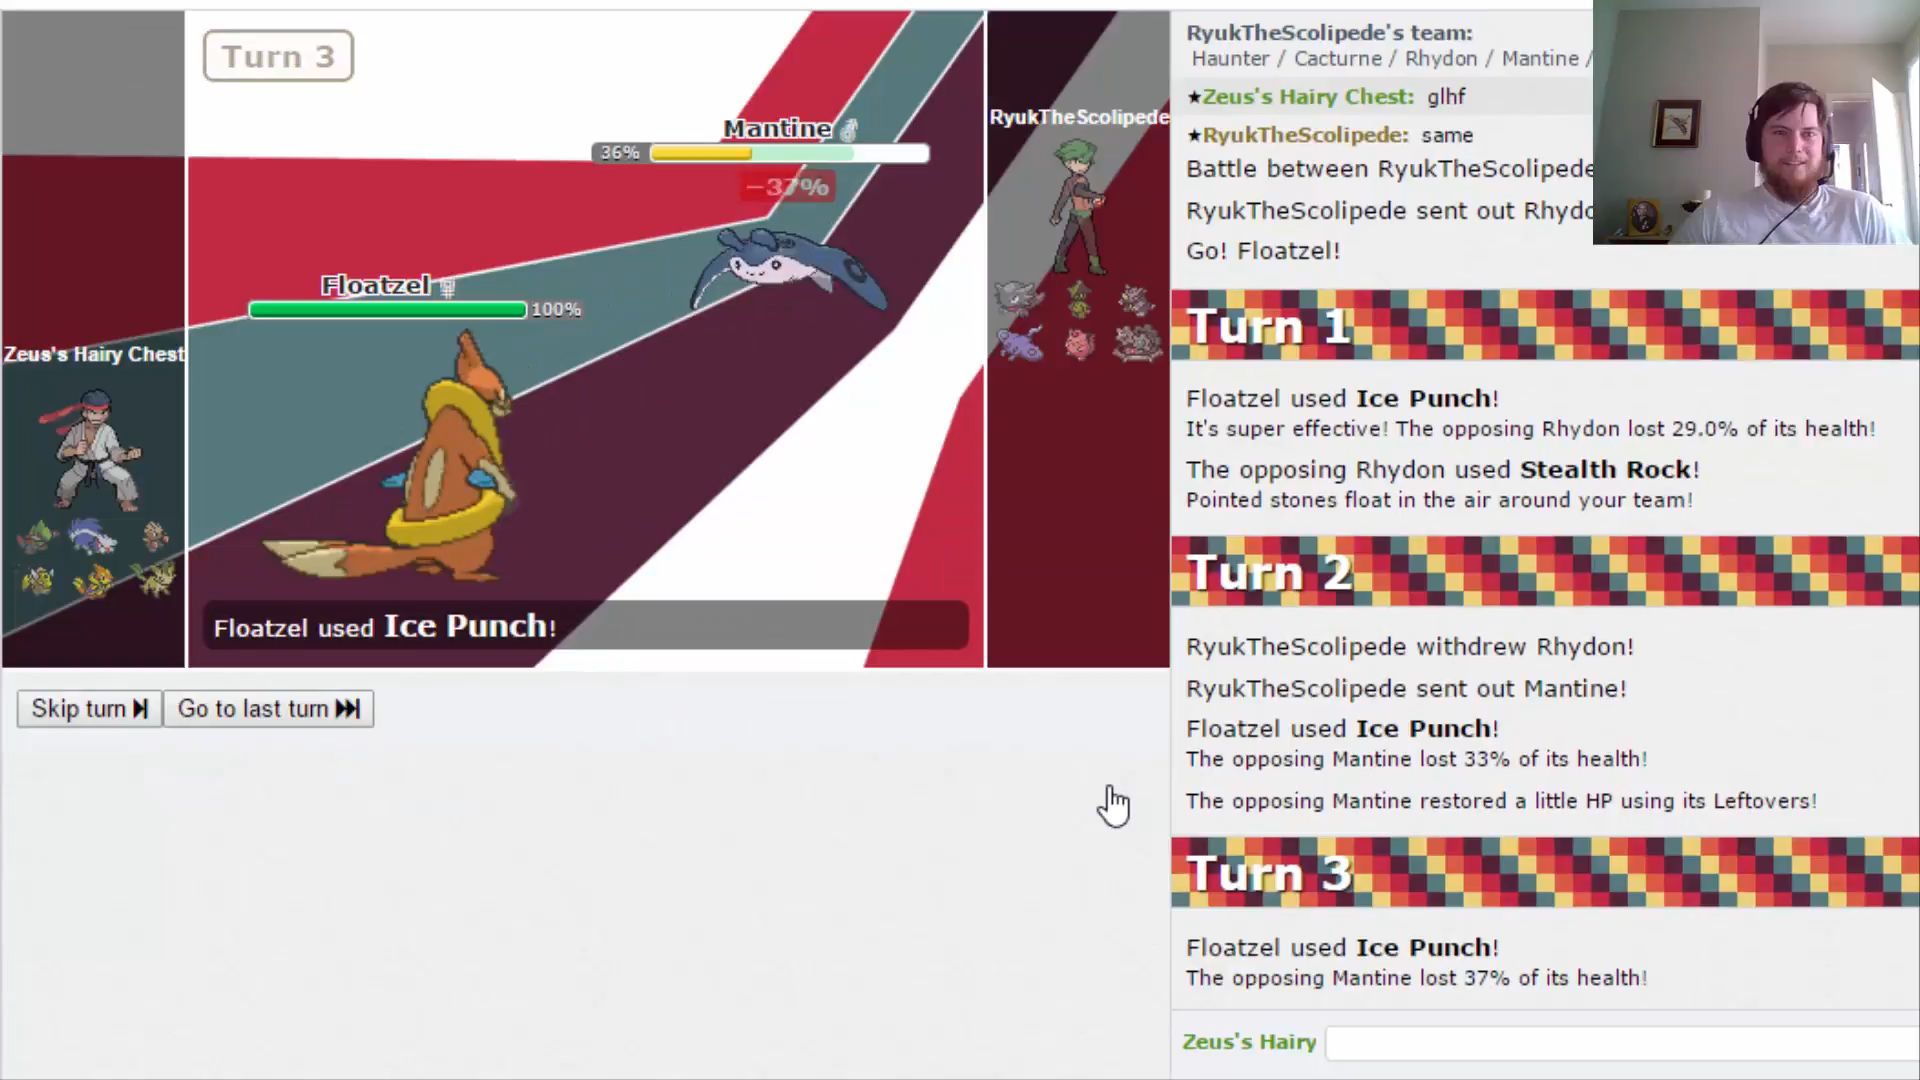 Turn 3
Mantine
36%
−37%
Floatzel
100%
Floatzel used Ice Punch!
Zeus's Hairy Chest
RyukTheScolipede
Skip turn
Go to last turn
RyukTheScolipede's team:
Haunter / Cacturne / Rhydon / Mantine /
★Zeus's Hairy Chest: glhf
★RyukTheScolipede: same
Battle between RyukTheScolipede
RyukTheScolipede sent out Rhydo
Go! Floatzel!
Turn 1
Floatzel used Ice Punch!
It's super effective! The opposing Rhydon lost 29.0% of its health!
The opposing Rhydon used Stealth Rock!
Pointed stones float in the air around your team!
Turn 2
RyukTheScolipede withdrew Rhydon!
RyukTheScolipede sent out Mantine!
Floatzel used Ice Punch!
The opposing Mantine lost 33% of its health!
The opposing Mantine restored a little HP using its Leftovers!
Turn 3
Floatzel used Ice Punch!
The opposing Mantine lost 37% of its health!
Zeus's Hairy